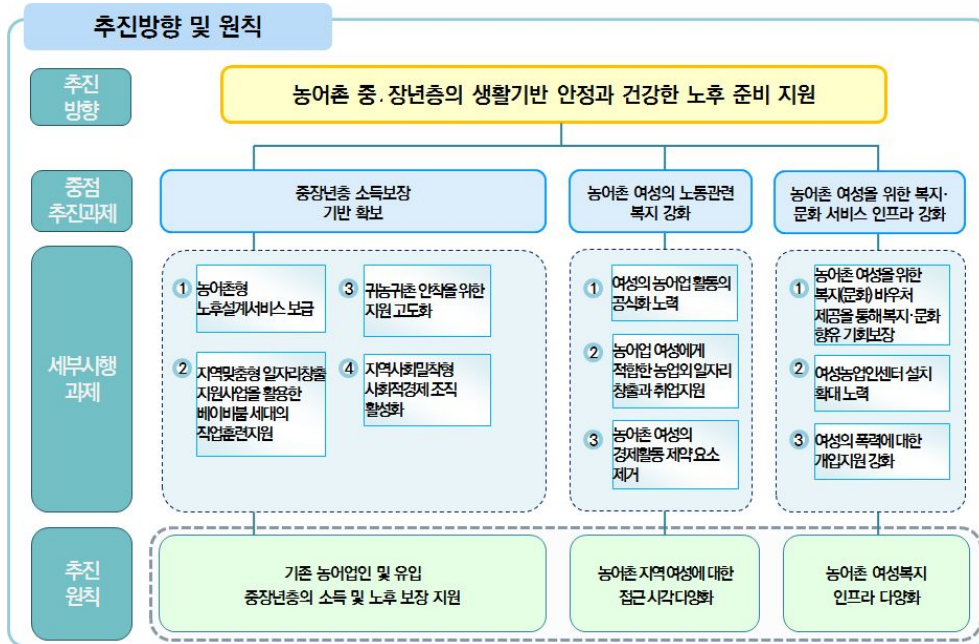 추진방향 및 원칙
추진
방향
농어촌 중.장년층의 생활기반 안정과 건강한 노후 준비 지원
중점
추진과제
중장년층 소득보장
기반 확보
농어촌 여성의 노동관련
복지 강화
농어촌 여성을 위한 복지·
문화 서비스 인프라 강화
세부시행
과제
1 농어촌형
노후설계서비스 보급
2 지역맞춤형 일자리창출
지원사업을 활용한
베이비붐 세대의
직업훈련지원
3 귀농귀촌 안착을 위한
지원 고도화
4 지역사회밀착형
사회적경제 조직
활성화
1 여성의 농어업 활동의
공식화 노력
2 농어업 여성에게
적합한 농업외 일자리
창출과 취업지원
3 농어촌 여성의
경제활동 제약 요소
제거
1 농어촌 여성을 위한
복지(문화) 바우처
제공을 통해 복지·문화
향유 기회보장
2 여성농업인센터 설치
확대 노력
3 여성의 폭력에 대한
개입지원 강화
추진
원칙
기존 농어업인 및 유입
중장년층의 소득 및 노후 보장 지원
농어촌 지역 여성에 대한
접근 시각 다양화
농어촌 여성복지
인프라 다양화